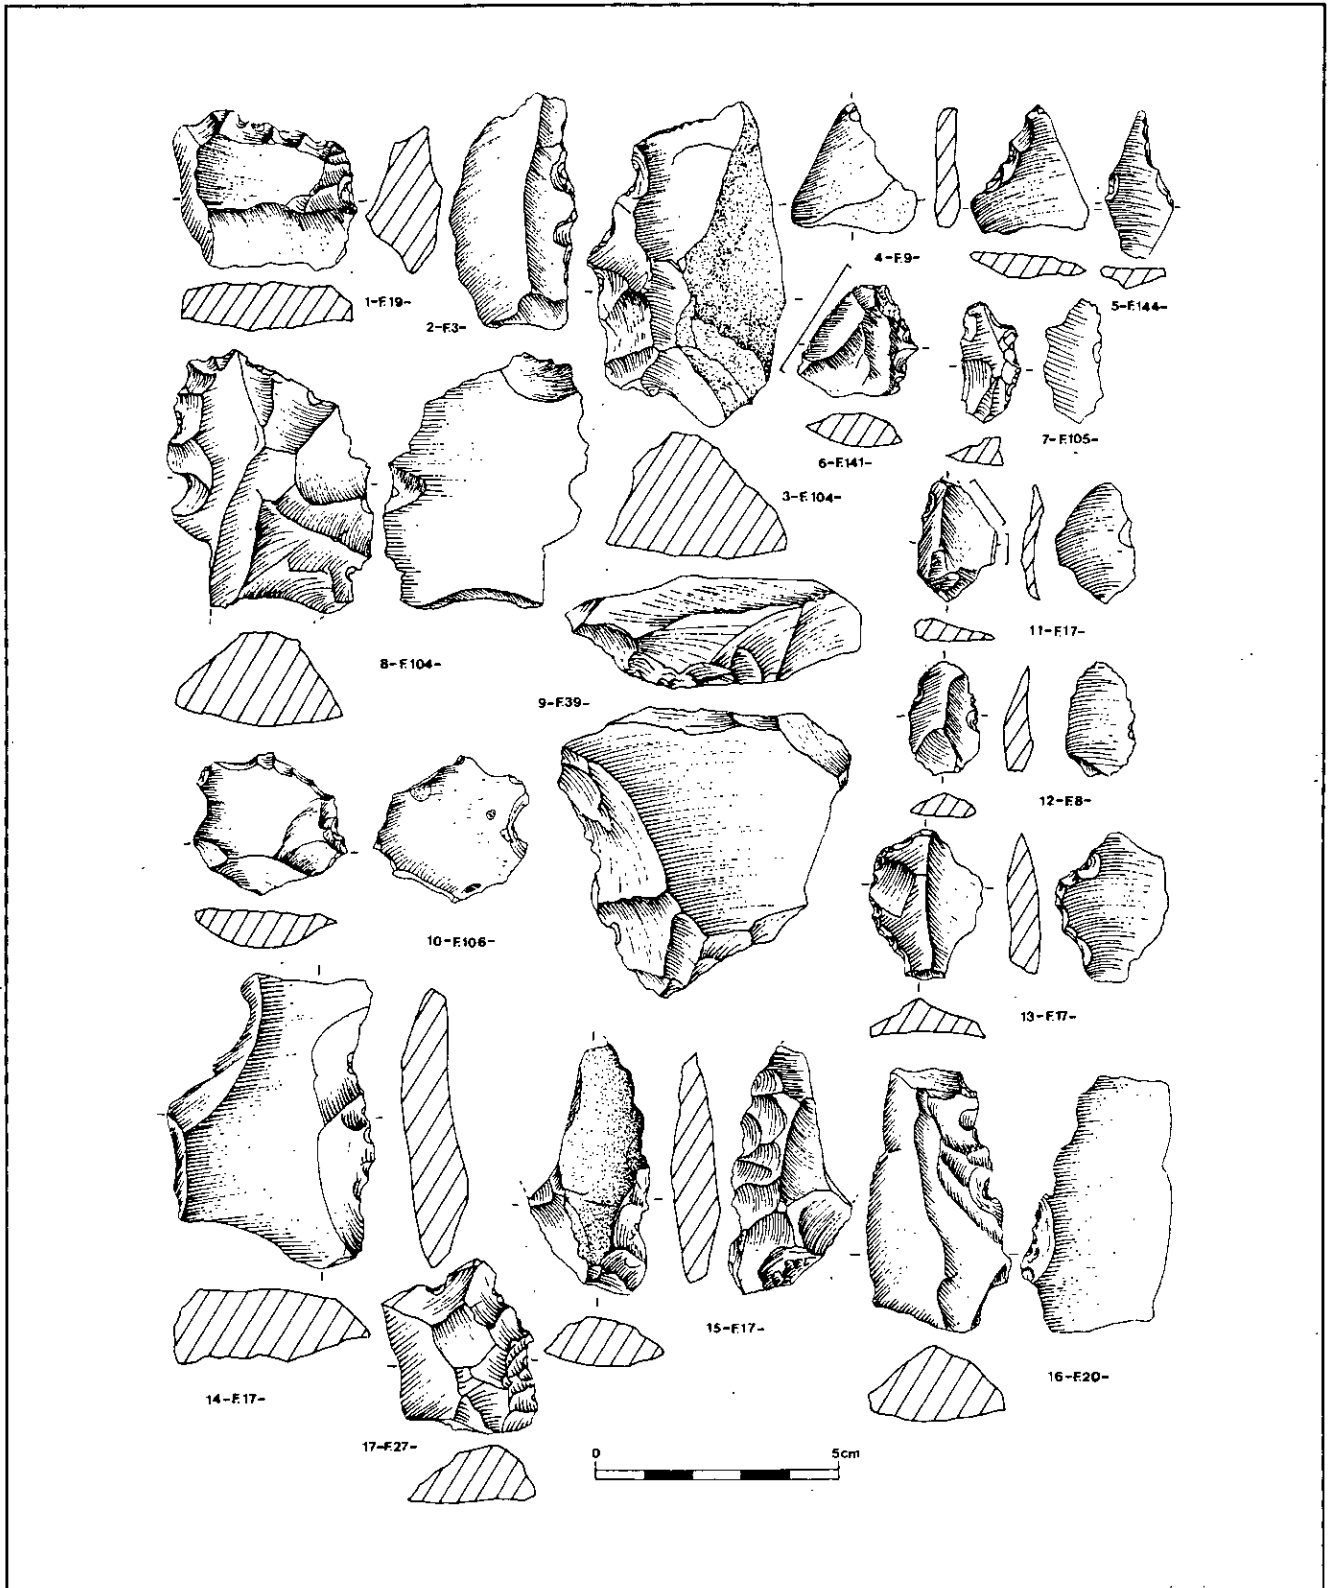 1-F.19-
2-F.3-
3-F.104-
4-F.9-
5-F.144-
6-F.141-
7-F.105-
8-F.104-
9-F.39-
10-F.106-
11-F.17-
12-F.8-
13-F.17-
14-F.17-
15-F.17-
16-F.20-
17-F.27-
0 5cm